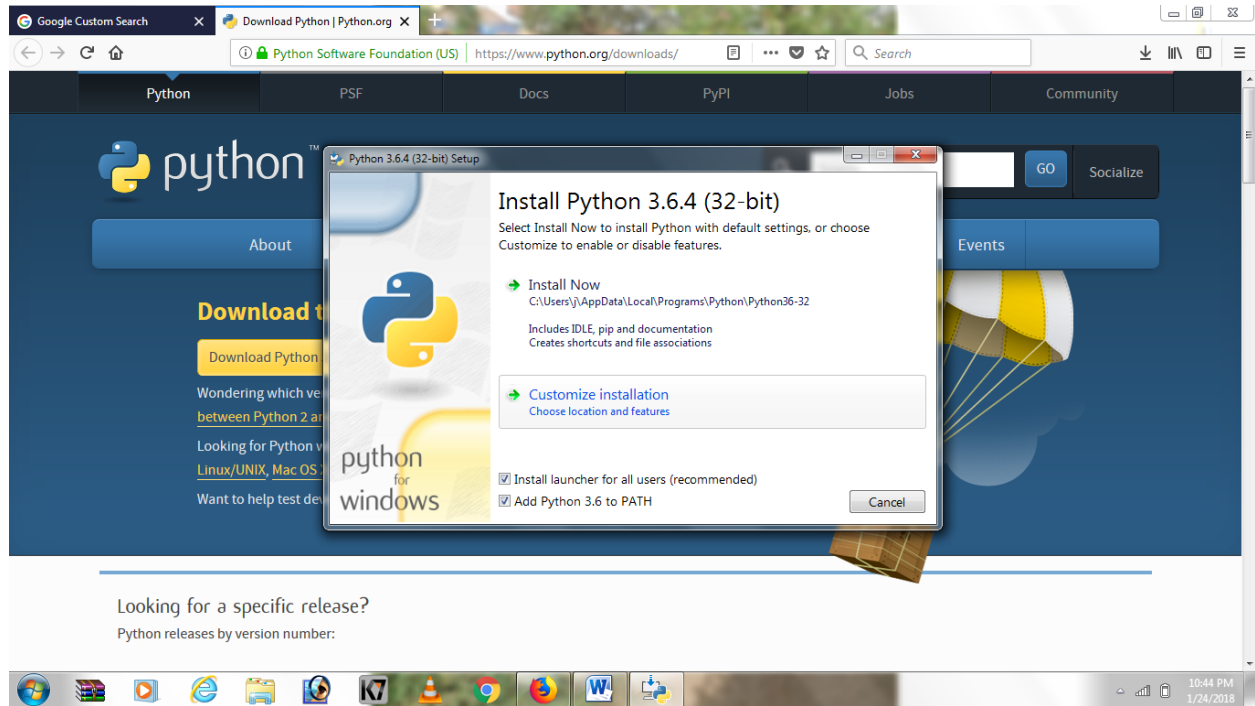 Google Custom Search
Download Python | Python.org
Python Software Foundation (US)
https://www.python.org/downloads/
Search
Python
PSF
Docs
PyPI
Jobs
Community
python™
GO
Socialize
About
Events
Python 3.6.4 (32-bit) Setup
Install Python 3.6.4 (32-bit)
Select Install Now to install Python with default settings, or choose
Customize to enable or disable features.
Install Now
C:\Users\j\AppData\Local\Programs\Python\Python36-32
Includes IDLE, pip and documentation
Creates shortcuts and file associations
Customize installation
Choose location and features
python
for
windows
Install launcher for all users (recommended)
Add Python 3.6 to PATH
Cancel
Download t
Download Python
Wondering which ve
between Python 2 an
Looking for Python w
Linux/UNIX, Mac OS
Want to help test dev
Looking for a specific release?
Python releases by version number:
K7
W
10:44 PM
1/24/2018